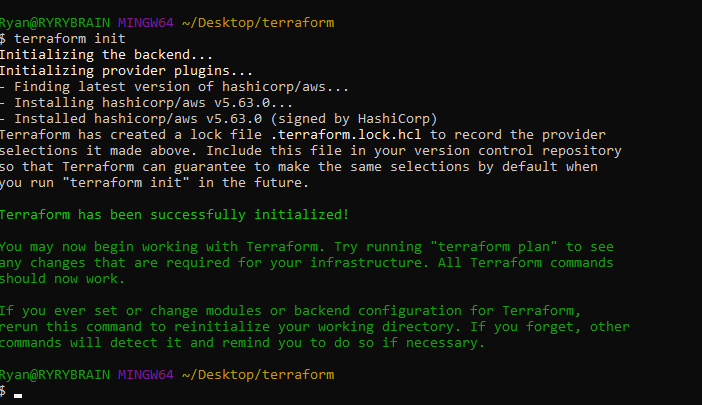 Ryan@RYRYBRAIN MINGW64 ~/Desktop/terraform
$ terraform init
Initializing the backend...
Initializing provider plugins...
- Finding latest version of hashicorp/aws...
- Installing hashicorp/aws v5.63.0...
- Installed hashicorp/aws v5.63.0 (signed by HashiCorp)
Terraform has created a lock file .terraform.lock.hcl to record the provider
selections it made above. Include this file in your version control repository
so that Terraform can guarantee to make the same selections by default when
you run "terraform init" in the future.
Terraform has been successfully initialized!
You may now begin working with Terraform. Try running "terraform plan" to see
any changes that are required for your infrastructure. All Terraform commands
should now work.
If you ever set or change modules or backend configuration for Terraform,
rerun this command to reinitialize your working directory. If you forget, other
commands will detect it and remind you to do so if necessary.
Ryan@RYRYBRAIN MINGW64 ~/Desktop/terraform
$